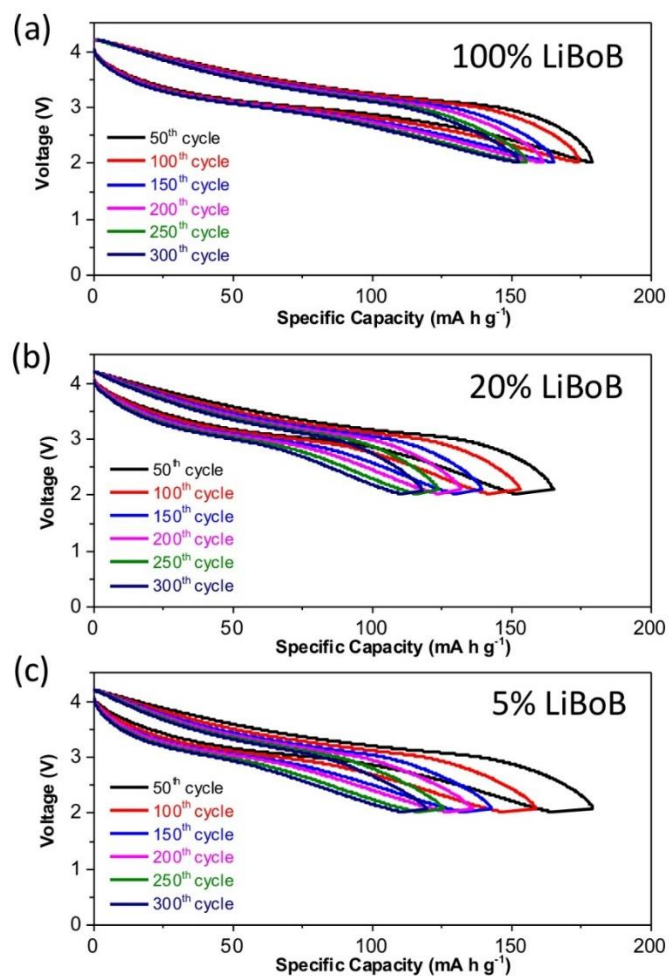 (a)
100% LiBoB
Voltage (V)
4
3
2
1
0
50th cycle
100th cycle
150th cycle
200th cycle
250th cycle
300th cycle
0 50 100 150 200
Specific Capacity (mA h g-1)
(b)
20% LiBoB
Voltage (V)
4
3
2
1
0
50th cycle
100th cycle
150th cycle
200th cycle
250th cycle
300th cycle
0 50 100 150 200
Specific Capacity (mA h g-1)
(c)
5% LiBoB
Voltage (V)
4
3
2
1
0
50th cycle
100th cycle
150th cycle
200th cycle
250th cycle
300th cycle
0 50 100 150 200
Specific Capacity (mA h g-1)